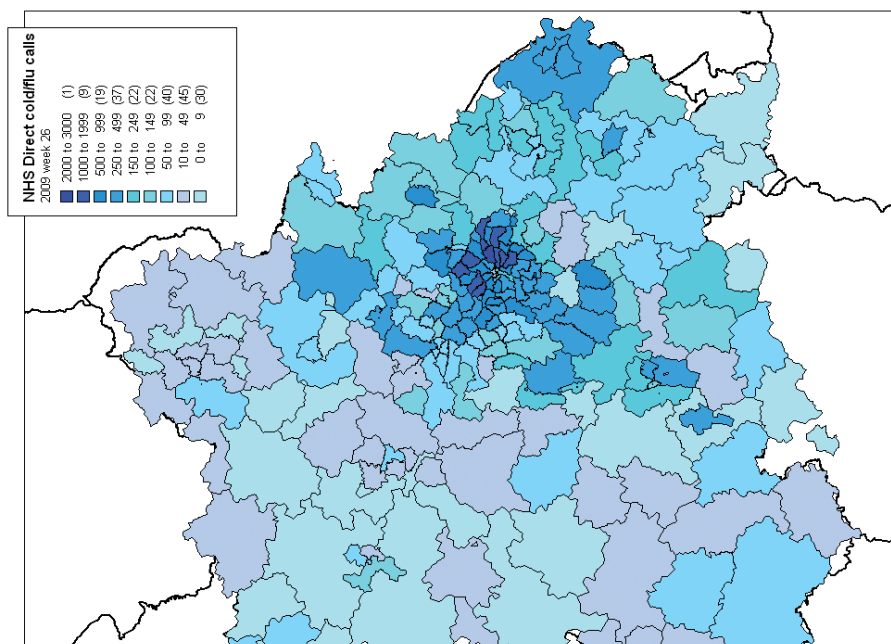 NHS Direct cold/flu calls
2009 week 26
2000 to 3000 (1)
1000 to 1999 (9)
500 to 999 (19)
250 to 499 (37)
150 to 249 (22)
100 to 149 (22)
50 to 99 (40)
10 to 49 (45)
0 to 9 (30)